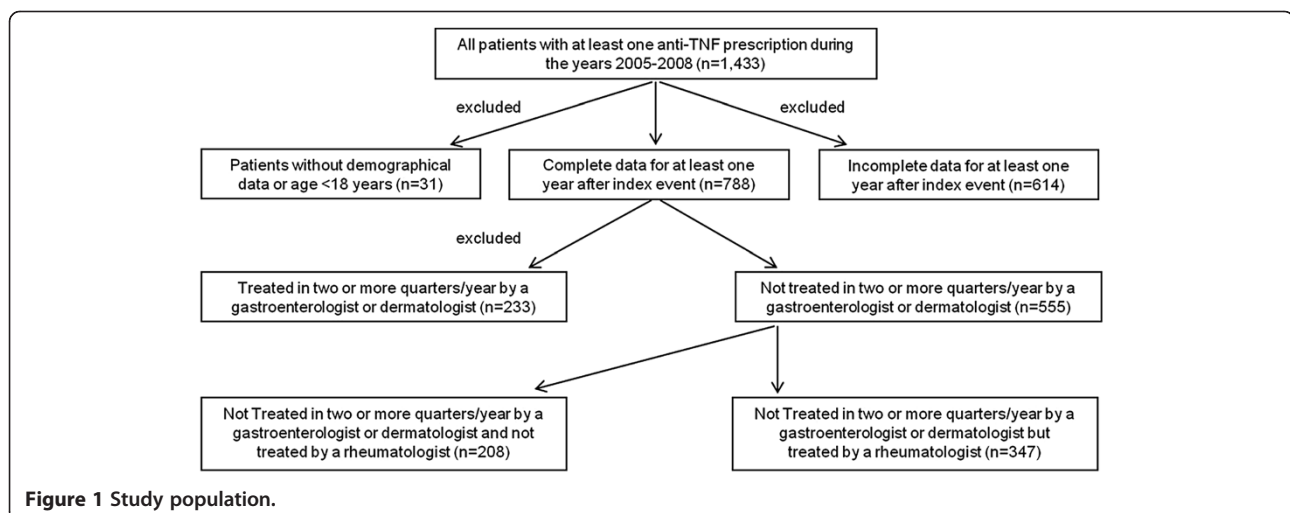 All patients with at least one anti-TNF prescription during
the years 2005-2008 (n=1,433)
excluded
excluded
Patients without demographical
data or age <18 years (n=31)
Complete data for at least one
year after index event (n=788)
Incomplete data for at least one
year after index event (n=614)
excluded
Treated in two or more quarters/year by a
gastroenterologist or dermatologist (n=233)
Not treated in two or more quarters/year by a
gastroenterologist or dermatologist (n=555)
Not Treated in two or more quarters/year by a
gastroenterologist or dermatologist and not
treated by a rheumatologist (n=208)
Not Treated in two or more quarters/year by a
gastroenterologist or dermatologist but
treated by a rheumatologist (n=347)
Figure 1 Study population.